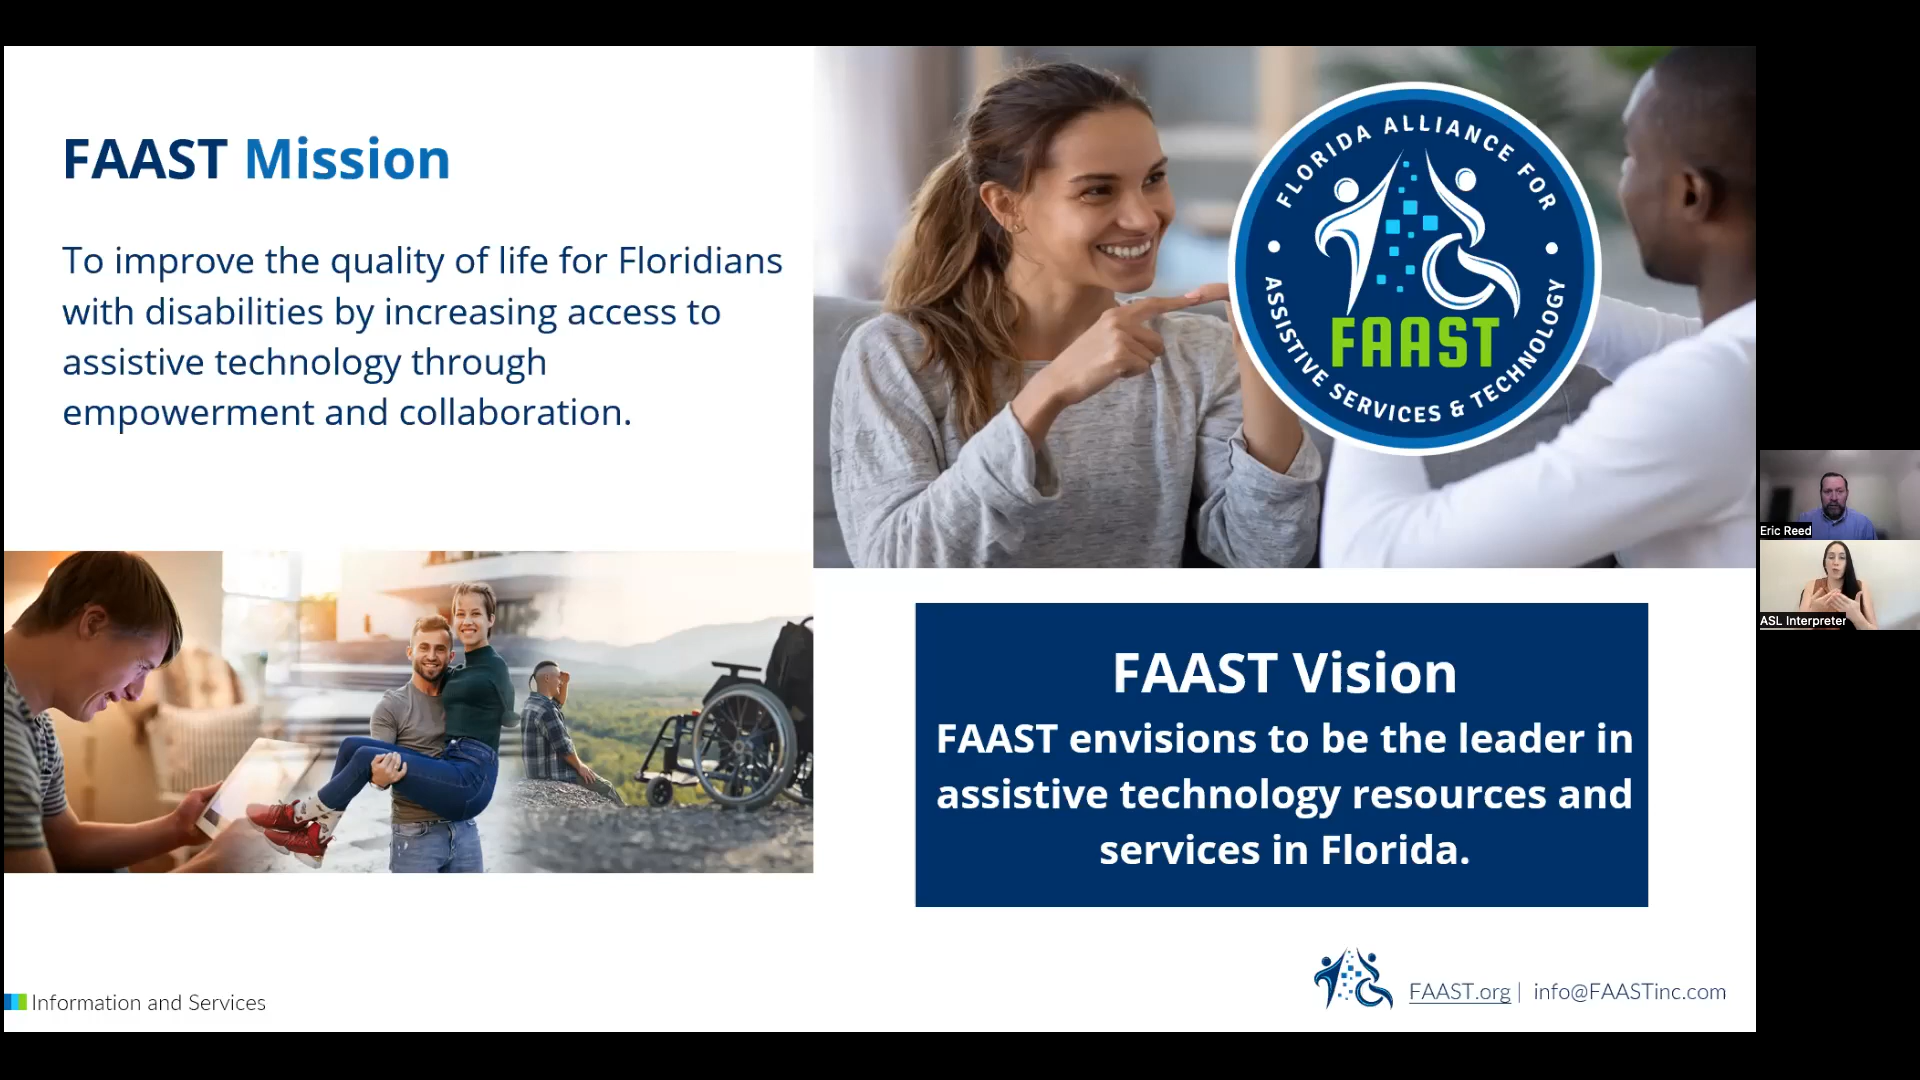 FAAST Mission
To improve the quality of life for Floridians
with disabilities by increasing access to
assistive technology through
empowerment and collaboration.
FLORIDA ALLIANCE FOR
FAAST
ASSISTIVE SERVICES & TECHNOLOGY
Eric Reed
ASL Interpreter
FAAST Vision
FAAST envisions to be the leader in
assistive technology resources and
services in Florida.
Information and Services
FAAST.org | info@FAASTinc.com